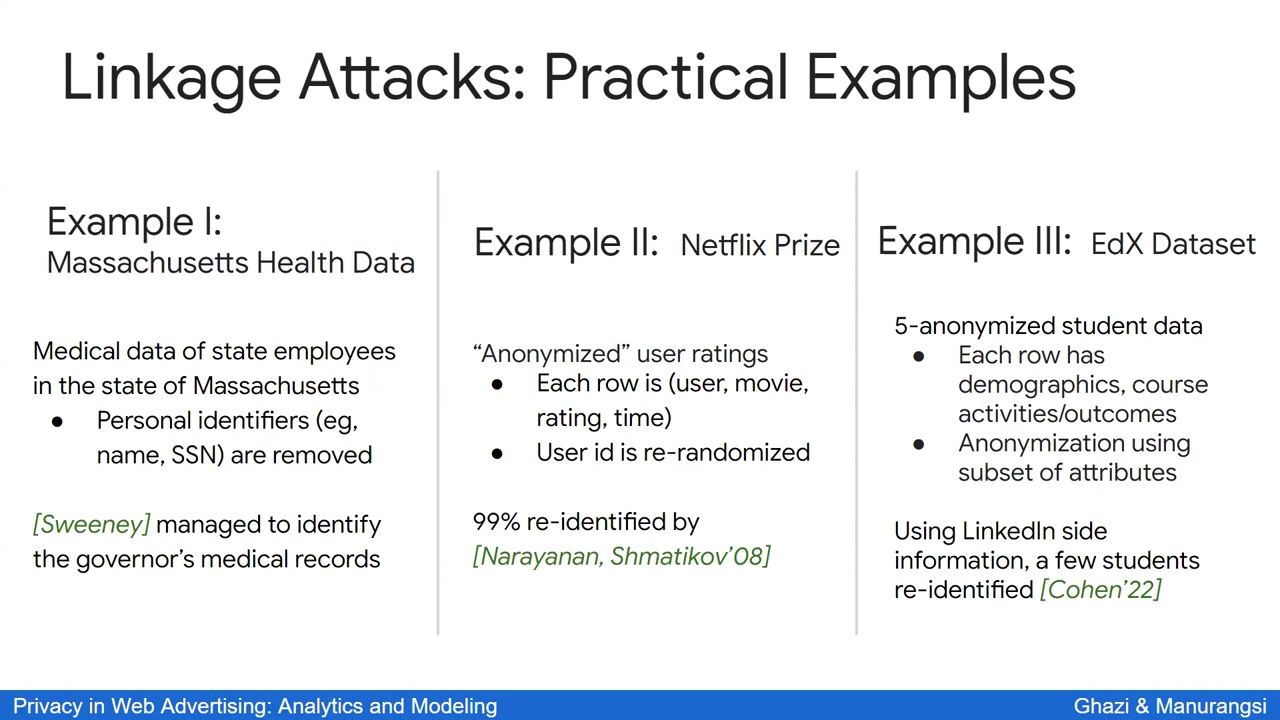 Linkage Attacks: Practical Examples
Example I:
Massachusetts Health Data
Medical data of state employees
in the state of Massachusetts
● Personal identifiers (eg,
name, SSN) are removed
[Sweeney] managed to identify
the governor's medical records
Example II: Netflix Prize
“Anonymized” user ratings
● Each row is (user, movie,
rating, time)
● User id is re-randomized
99% re-identified by
[Narayanan, Shmatikov'08]
Example III: EdX Dataset
5-anonymized student data
● Each row has
demographics, course
activities/outcomes
● Anonymization using
subset of attributes
Using LinkedIn side
information, a few students
re-identified [Cohen'22]
Privacy in Web Advertising: Analytics and Modeling
Ghazi & Manurangsi